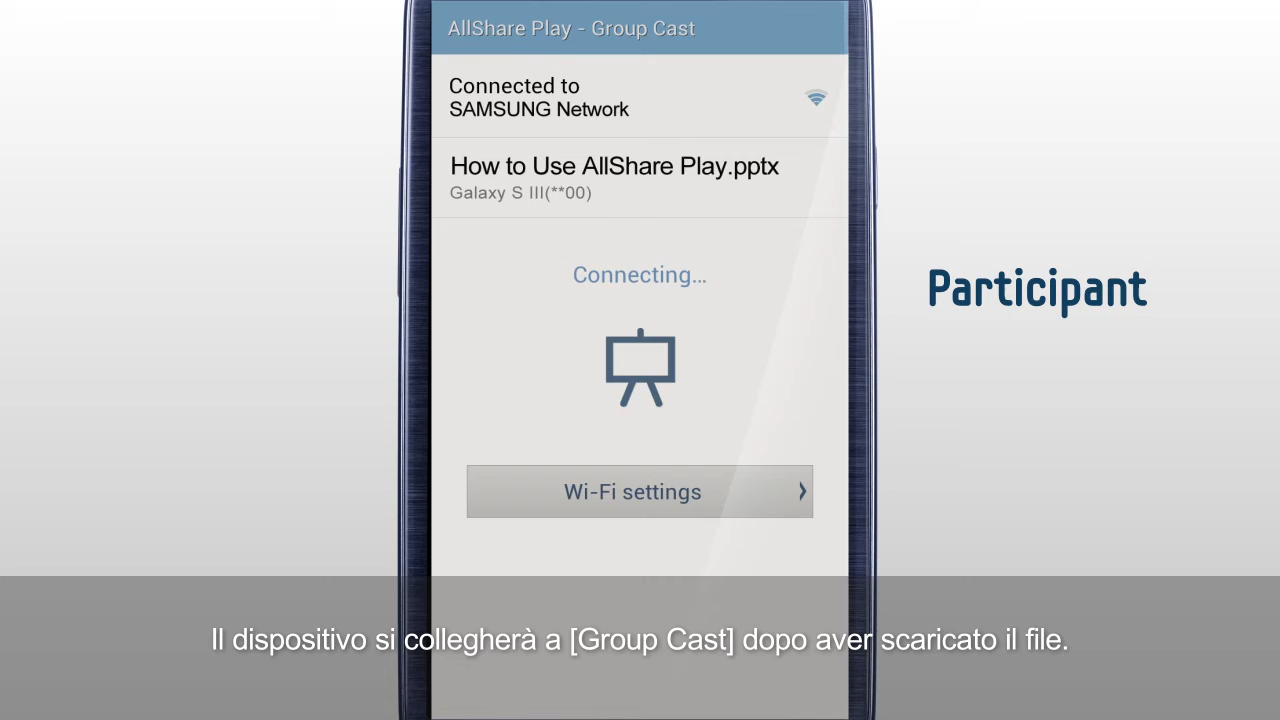 AllShare Play - Group Cast
Connected to
SAMSUNG Network
How to Use AllShare Play.pptx
Galaxy S III(**00)
Connecting...
Participant
Wi-Fi settings
Il dispositivo si collegherà a [Group Cast] dopo aver scaricato il file.